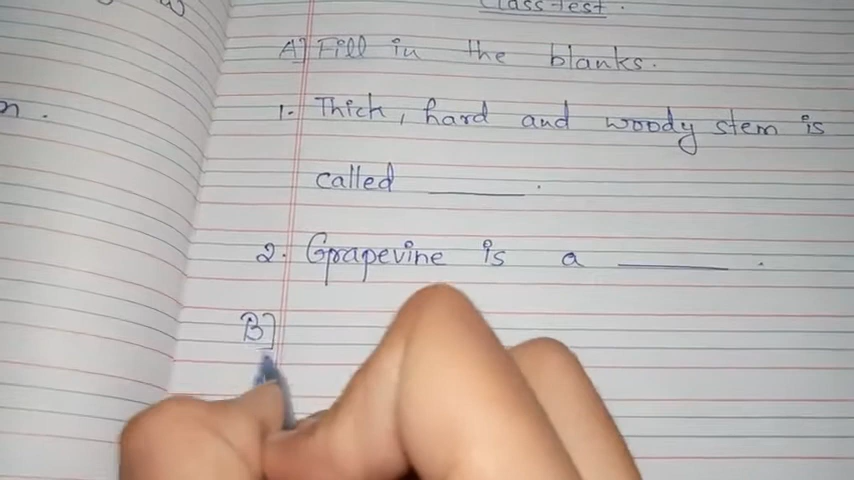 Class-Test.
A] Fill in the blanks.
n.
1. Thick, hard and woody stem is
called ______.
2. Grapevine is a ______.
B]